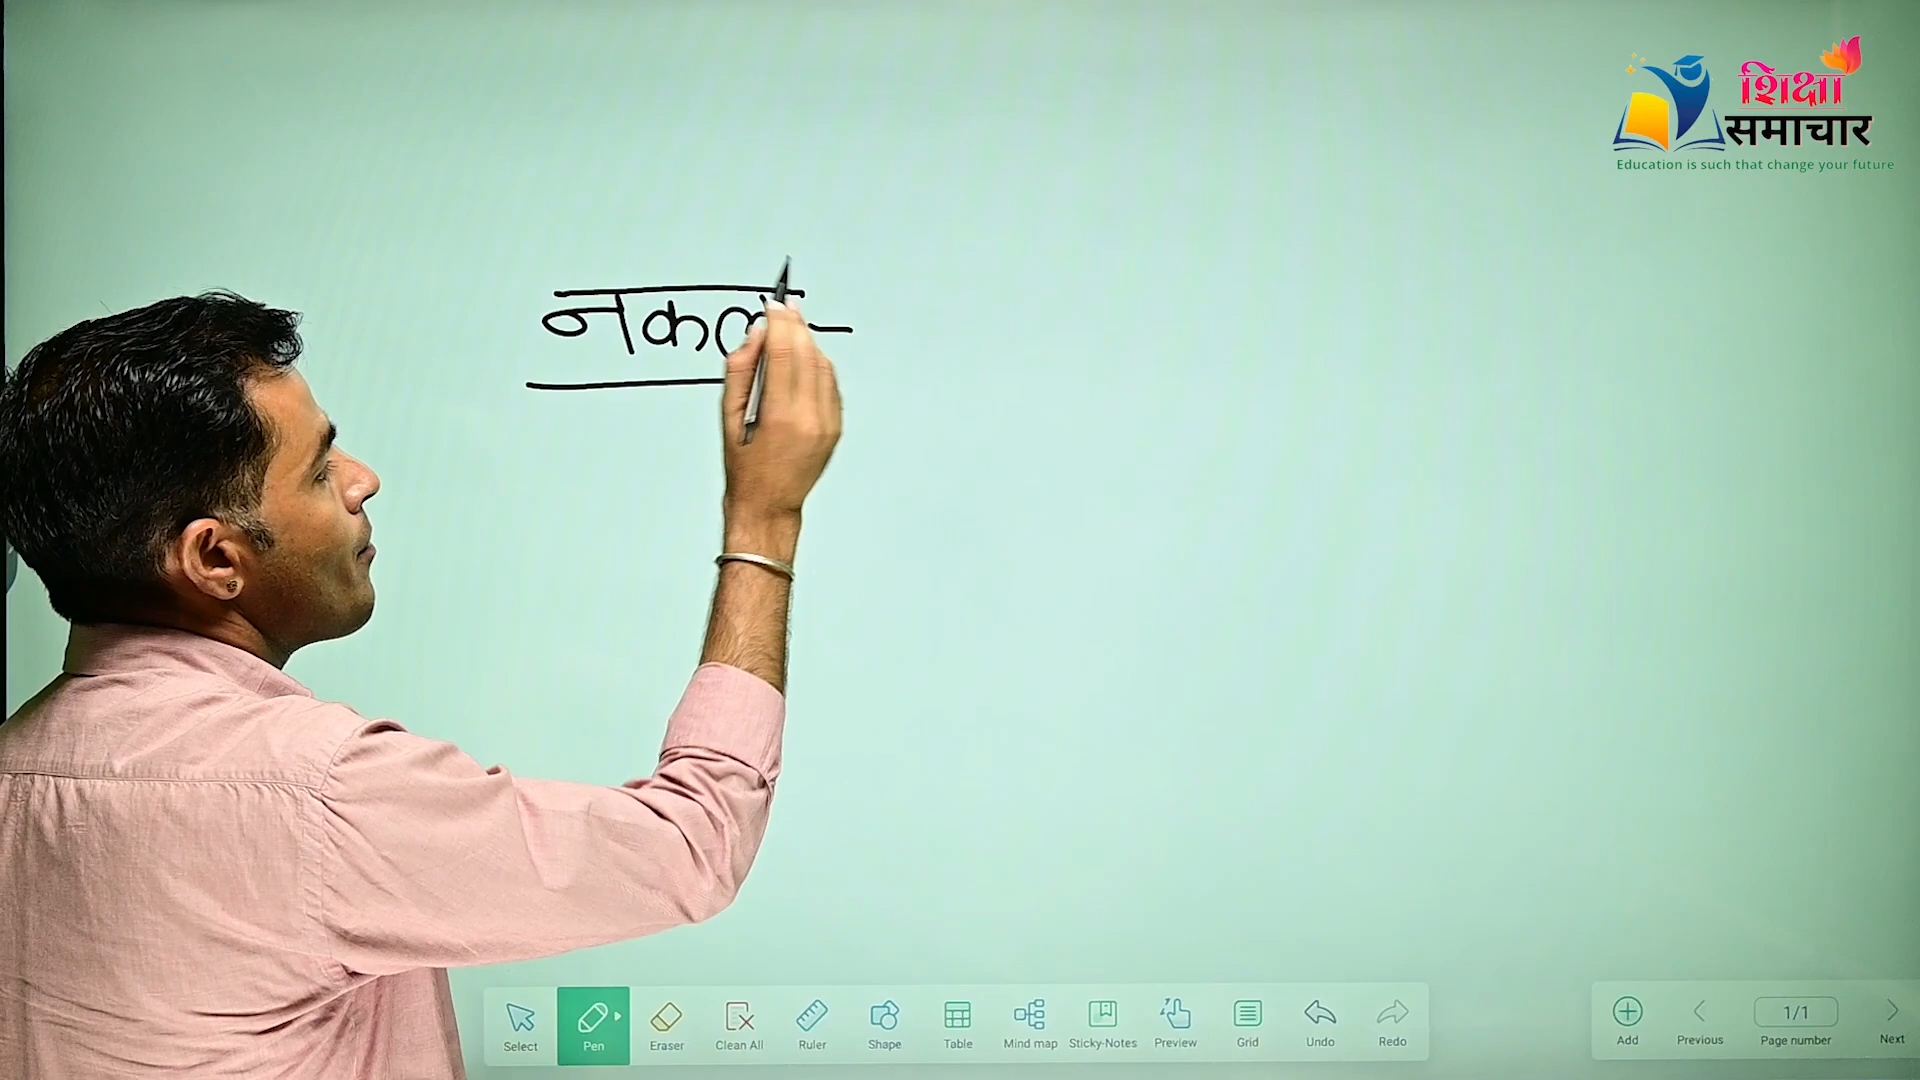 शिक्षा
समाचार
Education is such that change your future
Select
Pen
Eraser
Clean All
Ruler
Shape
Table
Mind map
Sticky-Notes
Preview
Grid
Undo
Redo
Add
Previous
1/1
Page number
Next